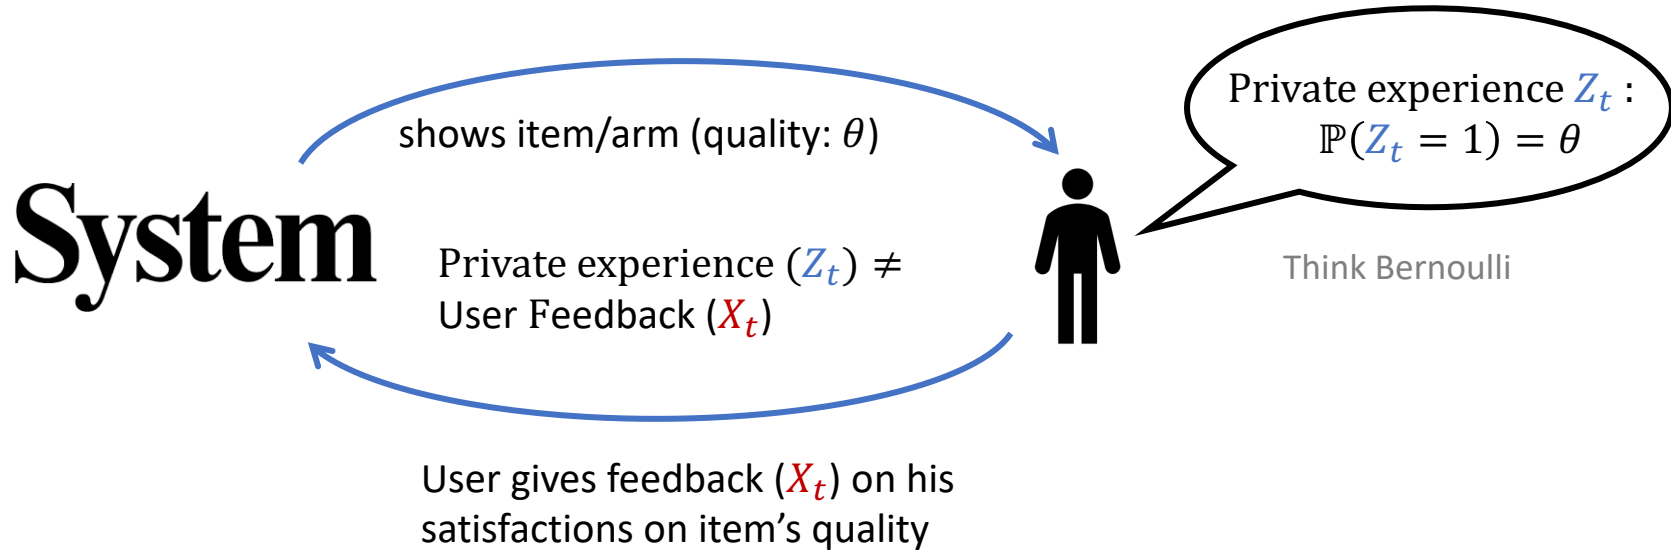 shows item/arm (quality: θ)
System
Private experience (Z_t) ≠
User Feedback (X_t)
User gives feedback (X_t) on his
satisfactions on item’s quality
Private experience Z_t :
ℙ(Z_t = 1) = θ
Think Bernoulli